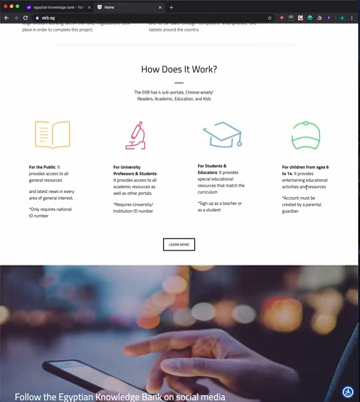 egyptian knowledge bank - Yah
Home
ekb.eg
place in order to complete this project.
tablets around the country.
How Does It Work?
The EKB has 4 sub-portals, Choose wisely!
Readers, Academic, Education, and Kids
For the Public: It
provides access to all
general resources
and latest news in every
area of general interest.
*Only requires national
ID number
For University
Professors & Students:
It provides access to all
academic resources as
well as other portals.
*Requires University/
Institution ID number
For Students &
Educators: It provides
special educational
resources that match the
curriculum
*Sign up as a teacher or
as a student
For children from ages 6
to 14: It provides
entertaining educational
activities and resources
*Account must be
created by a parental
guardian
LEARN MORE
Follow the Egyptian Knowledge Bank on social media